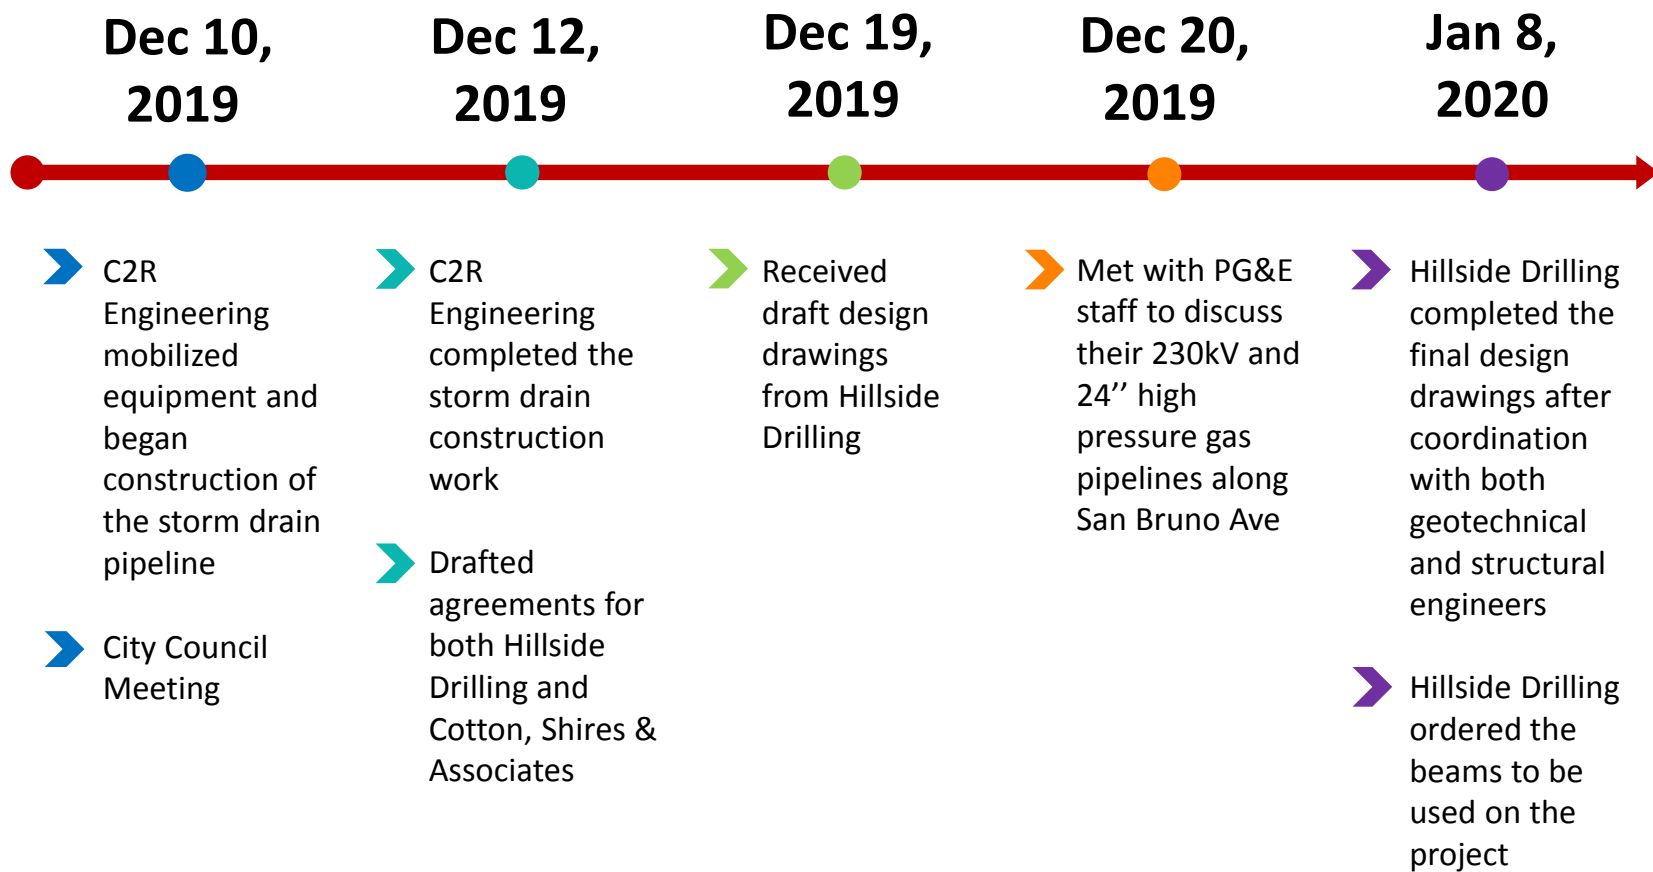 Dec 10,
2019
Dec 12,
2019
Dec 19,
2019
Dec 20,
2019
Jan 8,
2020
C2R
Engineering
mobilized
equipment and
began
construction of
the storm drain
pipeline
City Council
Meeting
C2R
Engineering
completed the
storm drain
construction
work
Drafted
agreements for
both Hillside
Drilling and
Cotton, Shires &
Associates
Received
draft design
drawings
from Hillside
Drilling
Met with PG&E
staff to discuss
their 230kV and
24’’ high
pressure gas
pipelines along
San Bruno Ave
Hillside Drilling
completed the
final design
drawings after
coordination
with both
geotechnical
and structural
engineers
Hillside Drilling
ordered the
beams to be
used on the
project